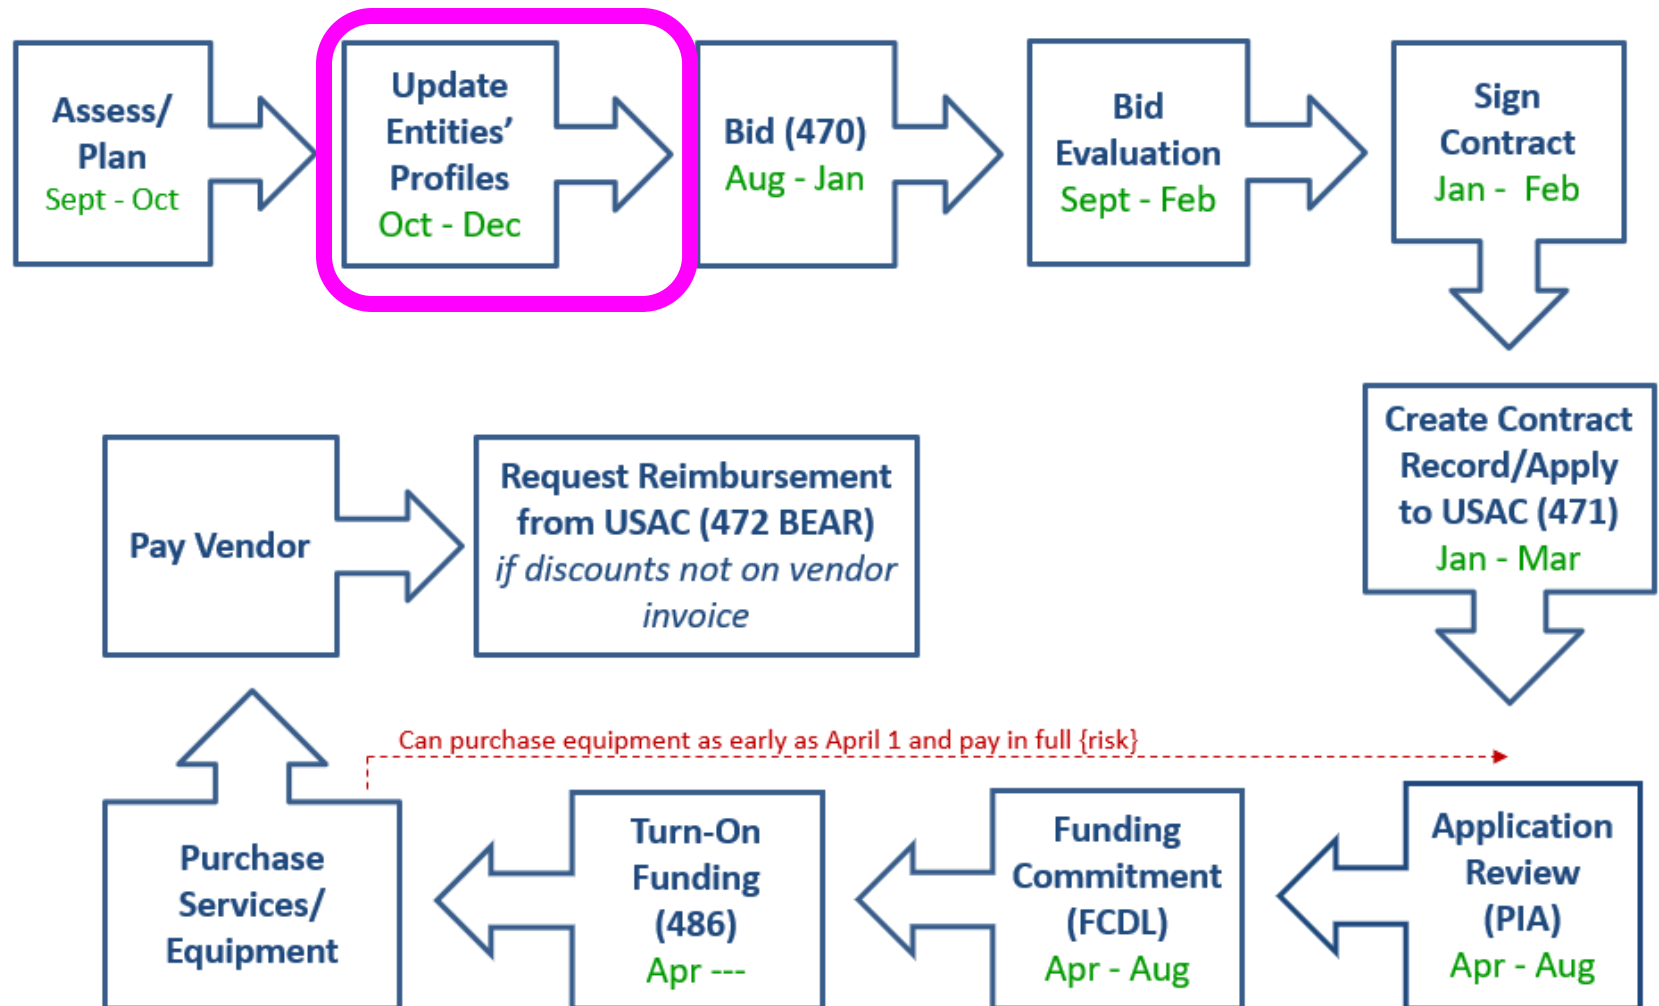 Assess/
Plan
Sept - Oct
Update
Entities’
Profiles
Oct - Dec
Bid (470)
Aug - Jan
Bid
Evaluation
Sept - Feb
Sign
Contract
Jan - Feb
Create Contract
Record/Apply
to USAC (471)
Jan - Mar
Application
Review
(PIA)
Apr - Aug
Funding
Commitment
(FCDL)
Apr - Aug
Turn-On
Funding
(486)
Apr ---
Can purchase equipment as early as April 1 and pay in full {risk}
Purchase
Services/
Equipment
Pay Vendor
Request Reimbursement
from USAC (472 BEAR)
if discounts not on vendor
invoice